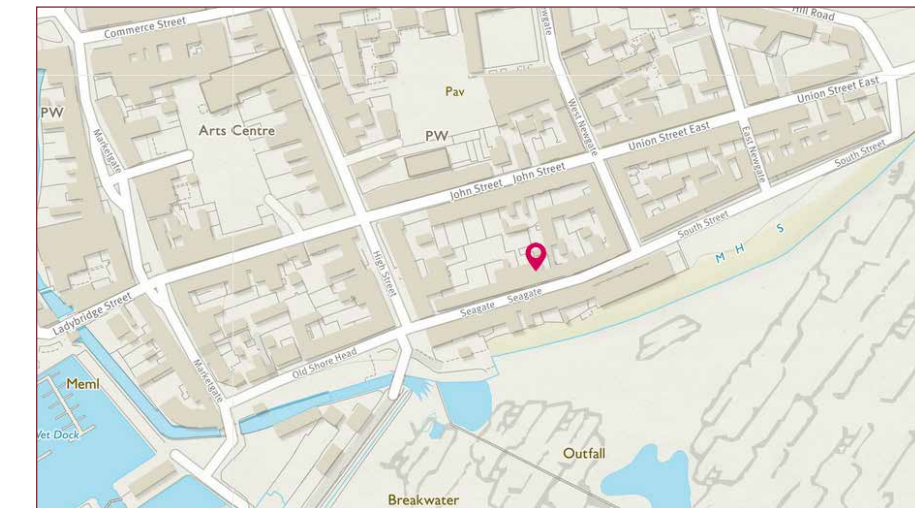 Commerce Street
Hill Road
West Newgate
Pav
PW
Union Street East
Arts Centre
PW
Marketgate
Union Street East
East Newgate
South Street
John Street
John Street
South Street
M H S
High Street
Seagate
Seagate
Ladybridge Street
Old Shore Head
Marketgate
Meml
Wet Dock
Outfall
Breakwater